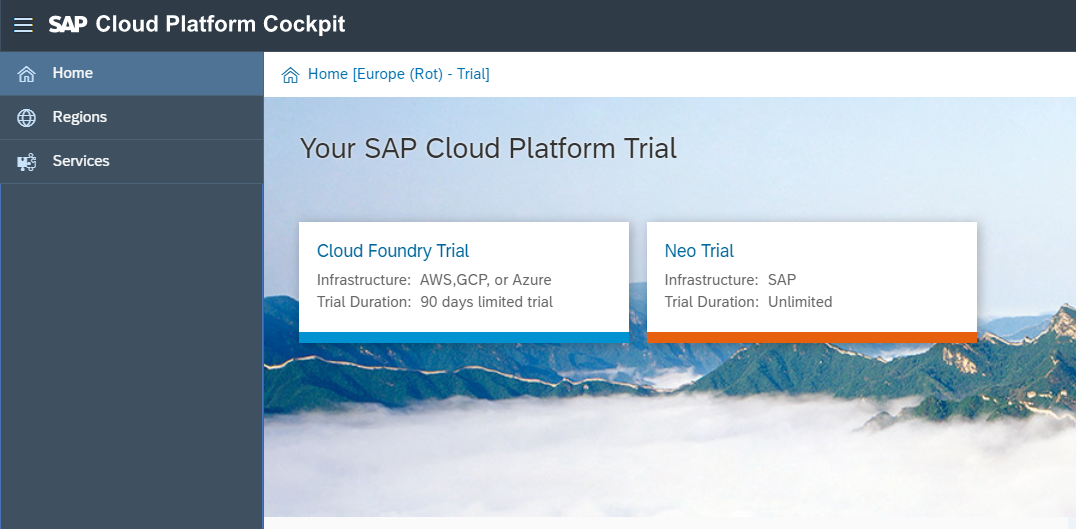 SAP Cloud Platform Cockpit
Home
Regions
Services
Home [Europe (Rot) - Trial]
Your SAP Cloud Platform Trial
Cloud Foundry Trial
Infrastructure: AWS,GCP, or Azure
Trial Duration: 90 days limited trial
Neo Trial
Infrastructure: SAP
Trial Duration: Unlimited